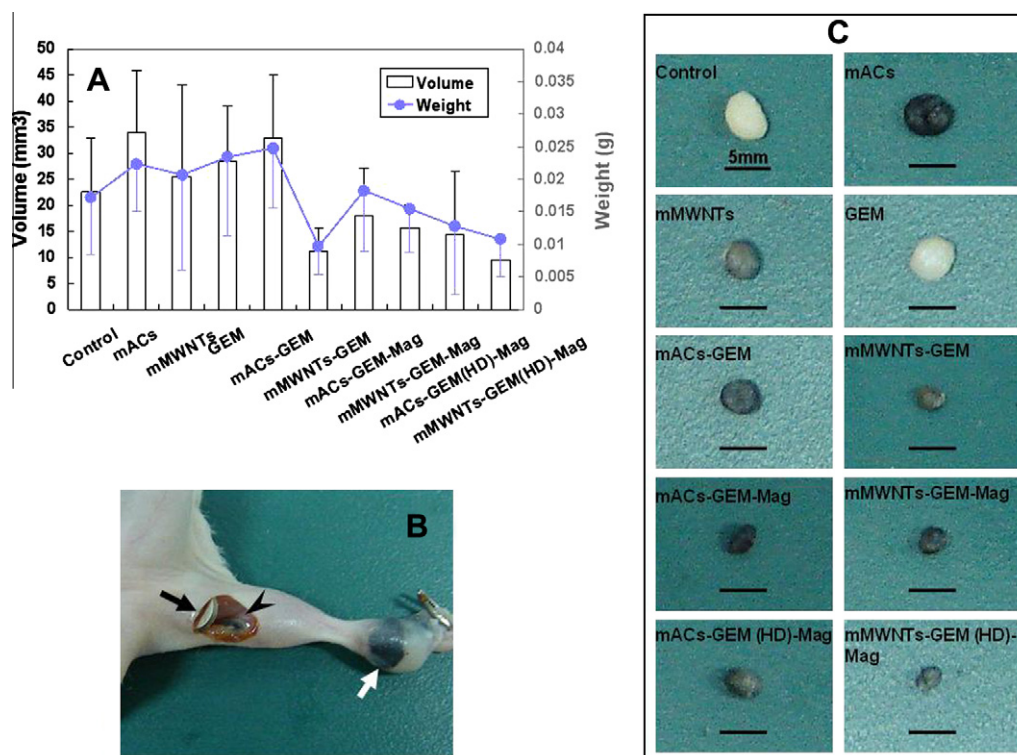 A
Volume (mm3)
50
45
40
35
30
25
20
15
10
5
0
Volume
Weight
0.04
0.035
0.03
0.025
0.02
0.015
0.01
0.005
0
Weight (g)
Control
mACs
mMWNTs
GEM
mACs-GEM
mMWNTs-GEM
mACs-GEM-Mag
mMWNTs-GEM-Mag
mACs-GEM(HD)-Mag
mMWNTs-GEM(HD)-Mag
B
C
Control
5mm
mACs
mMWNTs
GEM
mACs-GEM
mMWNTs-GEM
mACs-GEM-Mag
mMWNTs-GEM-Mag
mACs-GEM (HD)-Mag
mMWNTs-GEM (HD)-
Mag